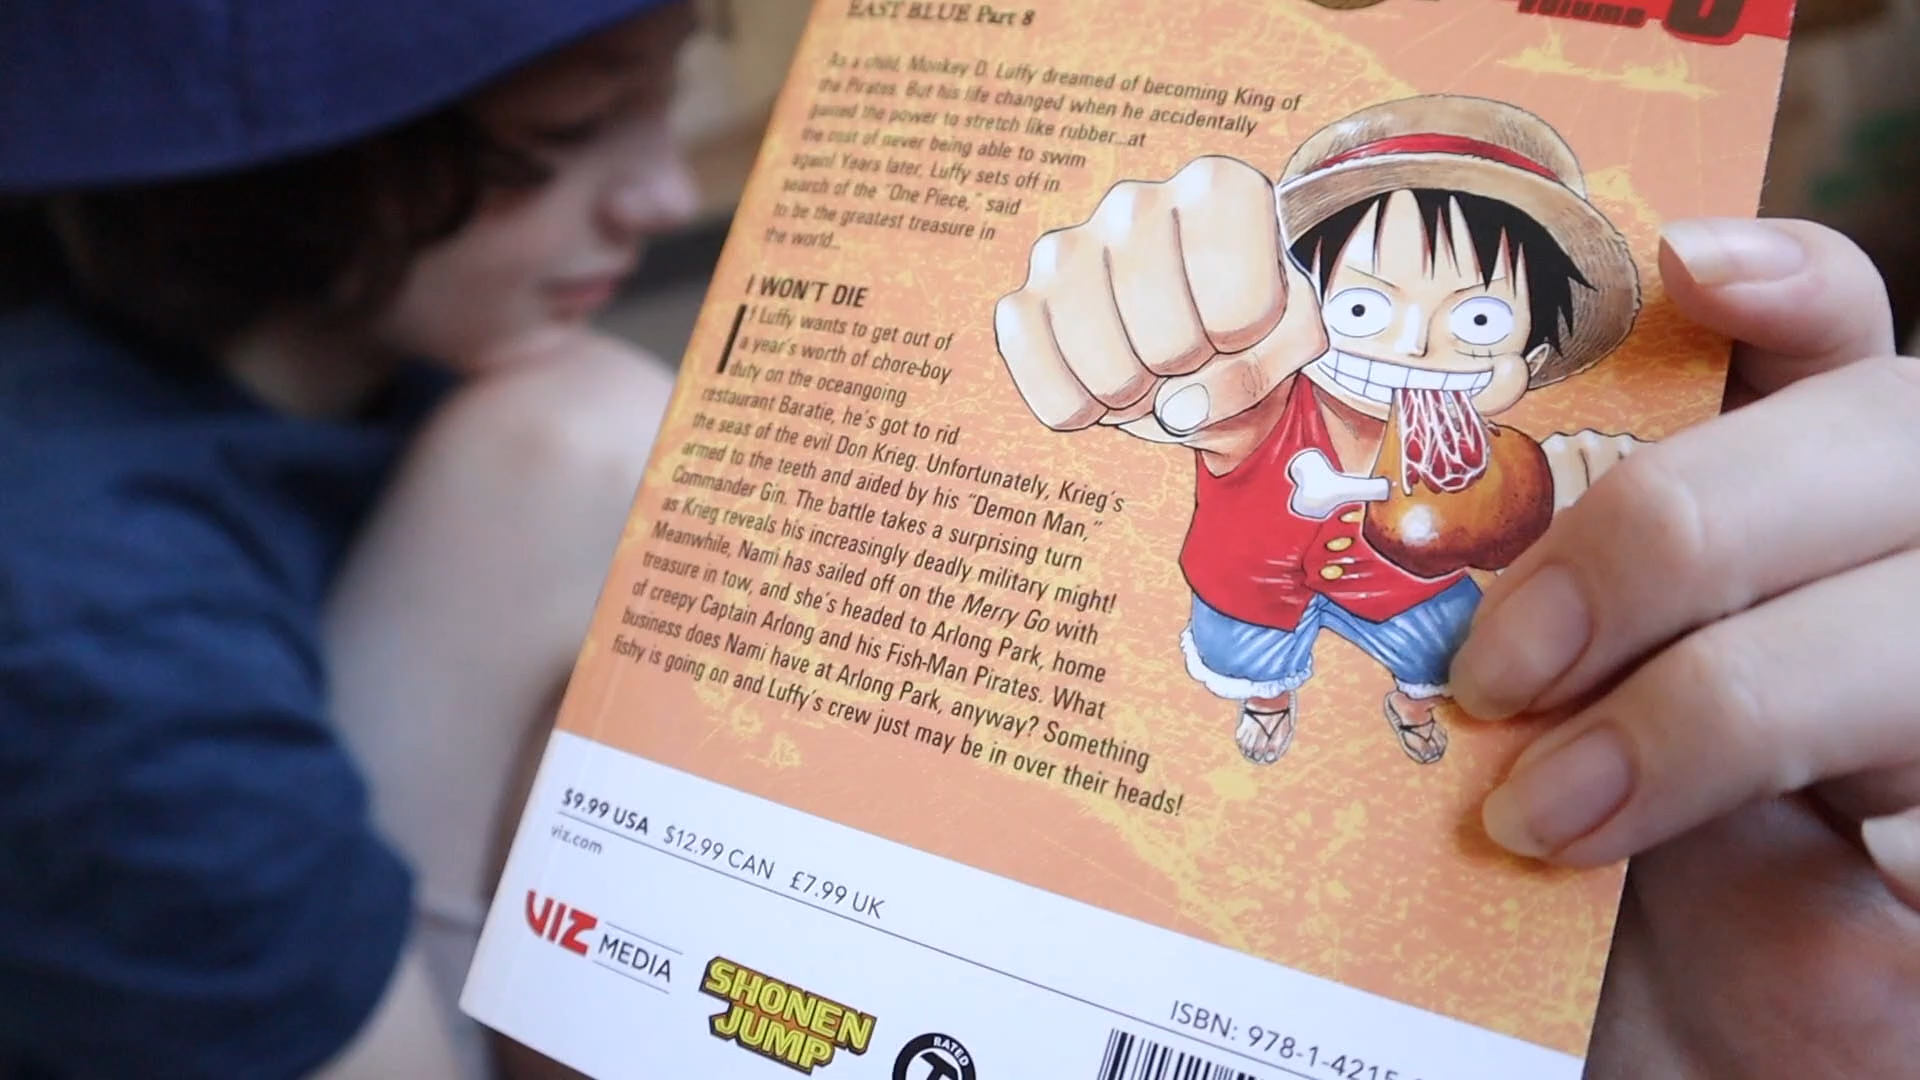 Volume 8
EAST BLUE Part 8
As a child, Monkey D. Luffy dreamed of becoming King of
the Pirates. But his life changed when he accidentally
gained the power to stretch like rubber...at
the cost of never being able to swim
again! Years later, Luffy sets off in
search of the "One Piece," said
to be the greatest treasure in
the world...
I WON'T DIE
If Luffy wants to get out of
a year's worth of chore-boy
duty on the oceangoing
restaurant Baratie, he's got to rid
the seas of the evil Don Krieg. Unfortunately, Krieg's
armed to the teeth and aided by his "Demon Man,"
Commander Gin. The battle takes a surprising turn
as Krieg reveals his increasingly deadly military might!
Meanwhile, Nami has sailed off on the Merry Go with
treasure in tow, and she's headed to Arlong Park, home
of creepy Captain Arlong and his Fish-Man Pirates. What
business does Nami have at Arlong Park, anyway? Something
fishy is going on and Luffy's crew just may be in over their heads!
$9.99 USA $12.99 CAN £7.99 UK
viz.com
VIZ MEDIA
SHONEN
JUMP
RATED
T
ISBN: 978-1-4215